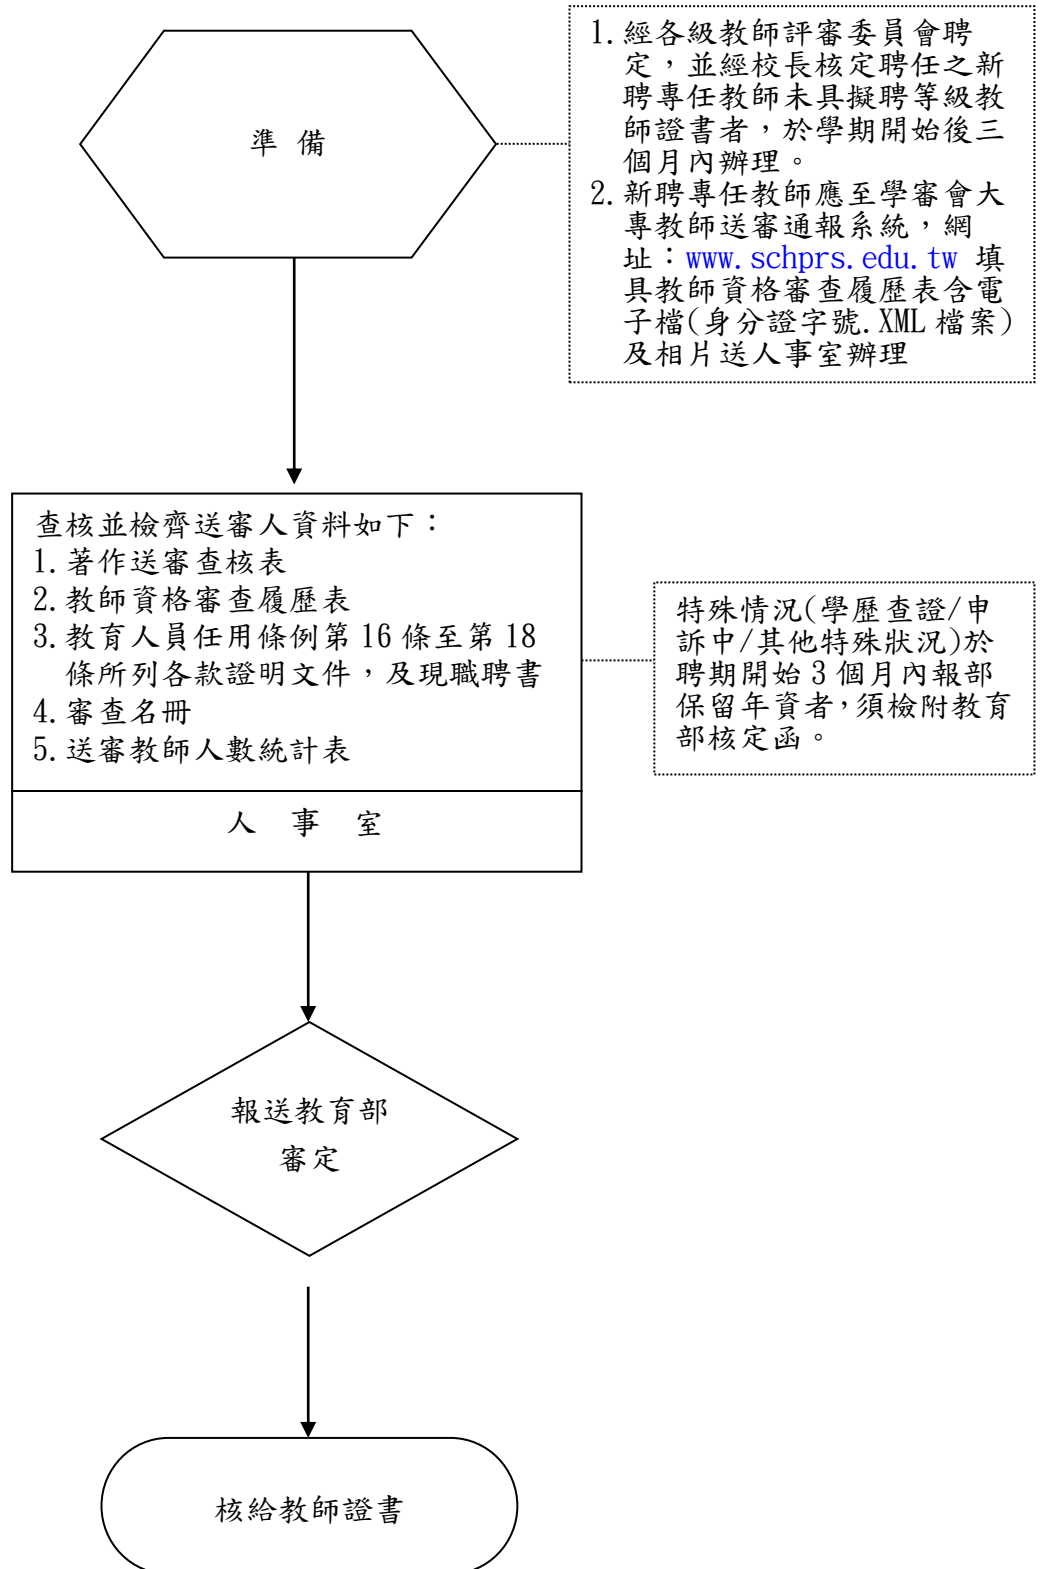 準 備
1.經各級教師評審委員會聘
定，並經校長核定聘任之新
聘專任教師未具擬聘等級教
師證書者，於學期開始後三
個月內辦理。
2.新聘專任教師應至學審會大
專教師送審通報系統，網
址：www.schprs.edu.tw 填
具教師資格審查履歷表含電
子檔(身分證字號.XML 檔案)
及相片送人事室辦理
查核並檢齊送審人資料如下：
1.著作送審查核表
2.教師資格審查履歷表
3.教育人員任用條例第 16 條至第 18
條所列各款證明文件，及現職聘書
4.審查名冊
5.送審教師人數統計表
人 事 室
特殊情況(學歷查證/申
訴中/其他特殊狀況)於
聘期開始 3 個月內報部
保留年資者，須檢附教育
部核定函。
報送教育部
審定
核給教師證書